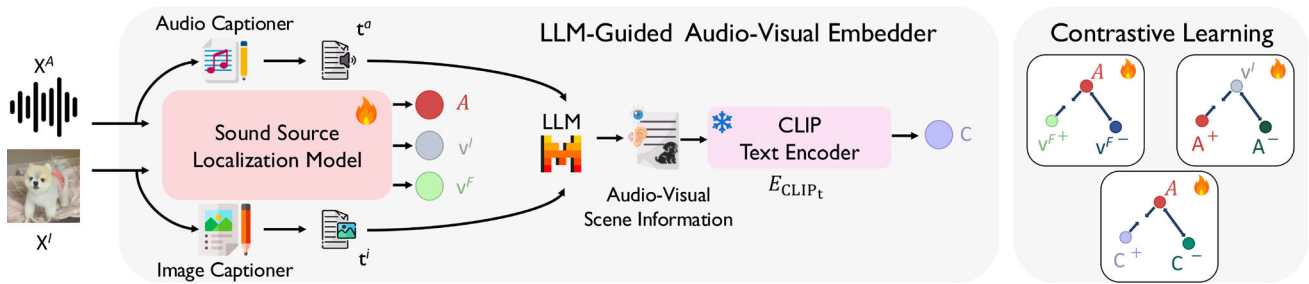 Audio Captioner
t^a
LLM-Guided Audio-Visual Embedder
Contrastive Learning
X^A
Sound Source
Localization Model
A
v^I
v^F
LLM
CLIP
Text Encoder
C
E_CLIP_t
Audio-Visual
Scene Information
X^I
Image Captioner
t^i
A
v^F+
v^F−
v^I
A^+
A^−
A
C^+
C^−